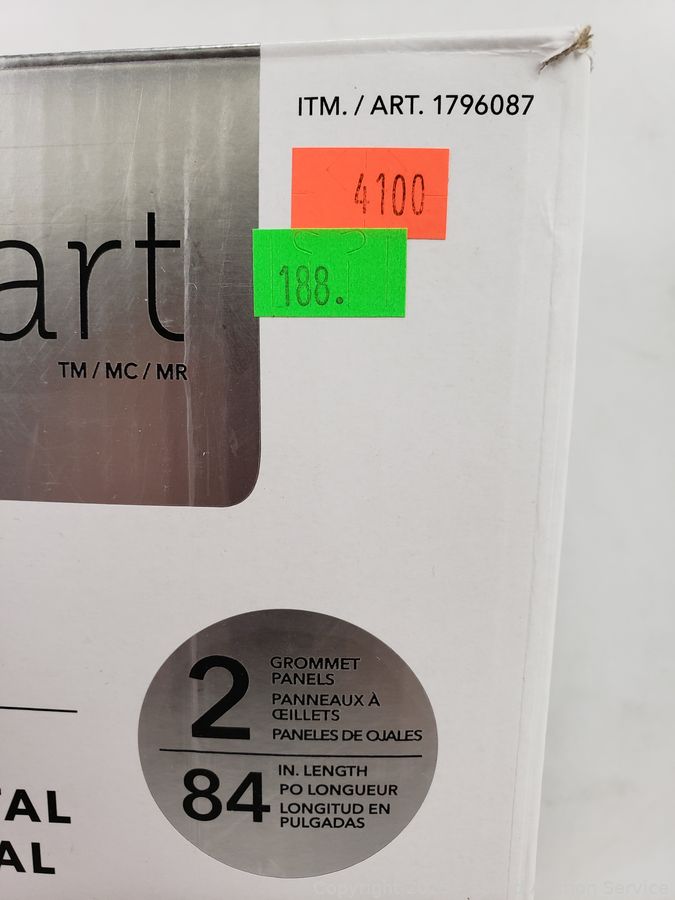 ITM. / ART. 1796087
4100
188.
art
TM / MC / MR
2
GROMMET
PANELS
PANNEAUX À
ŒILLETS
PANELES DE OJALES
84
IN. LENGTH
PO LONGUEUR
LONGITUD EN
PULGADAS
TAL
AL